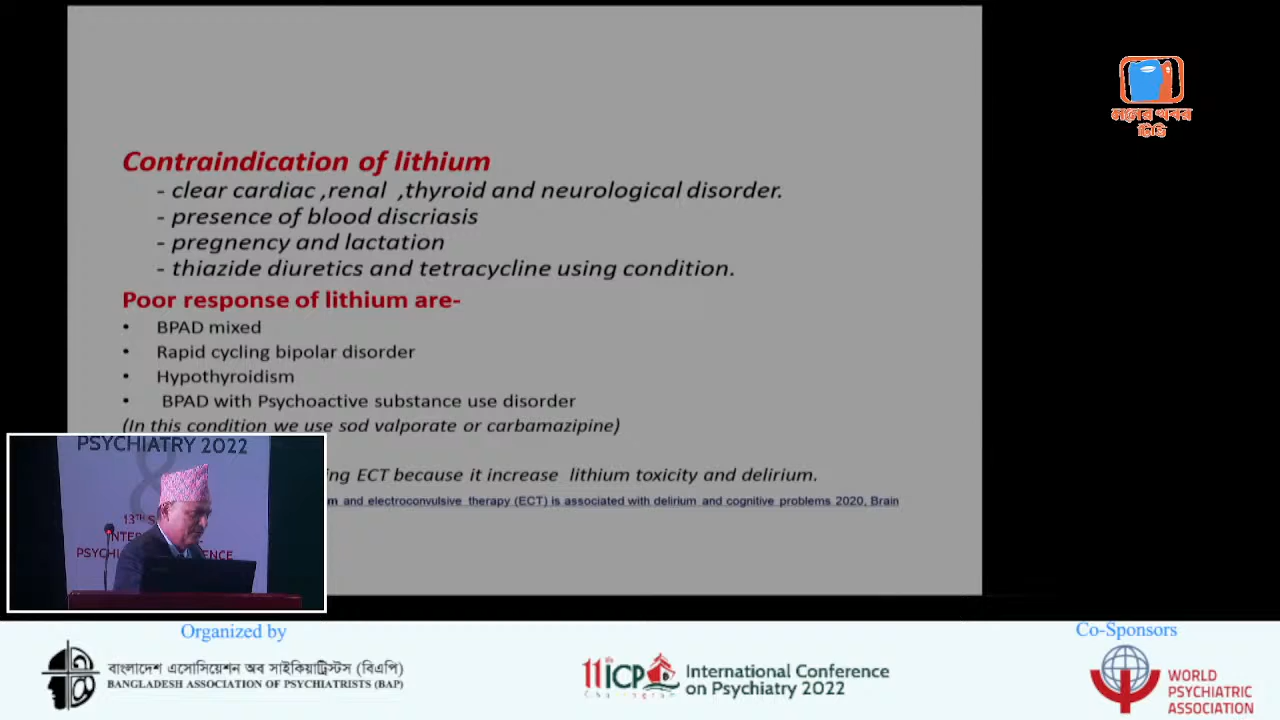 মনের খবর
টিভি
Contraindication of lithium
- clear cardiac ,renal ,thyroid and neurological disorder.
- presence of blood discriasis
- pregnency and lactation
- thiazide diuretics and tetracycline using condition.
Poor response of lithium are-
• BPAD mixed
• Rapid cycling bipolar disorder
• Hypothyroidism
• BPAD with Psychoactive substance use disorder
(In this condition we use sod valporate or carbamazipine)
ing ECT because it increase lithium toxicity and delirium.
and electroconvulsive therapy (ECT) is associated with delirium and cognitive problems 2020, Brain
PSYCHIATRY 2022
13TH S
INTER
PSYCHI
ENCE
Organized by
বাংলাদেশ এসোসিয়েশন অব সাইকিয়াট্রিস্টস (বিএপি)
BANGLADESH ASSOCIATION OF PSYCHIATRISTS (BAP)
11 ICP
International Conference
on Psychiatry 2022
Co-Sponsors
WORLD
PSYCHIATRIC
ASSOCIATION